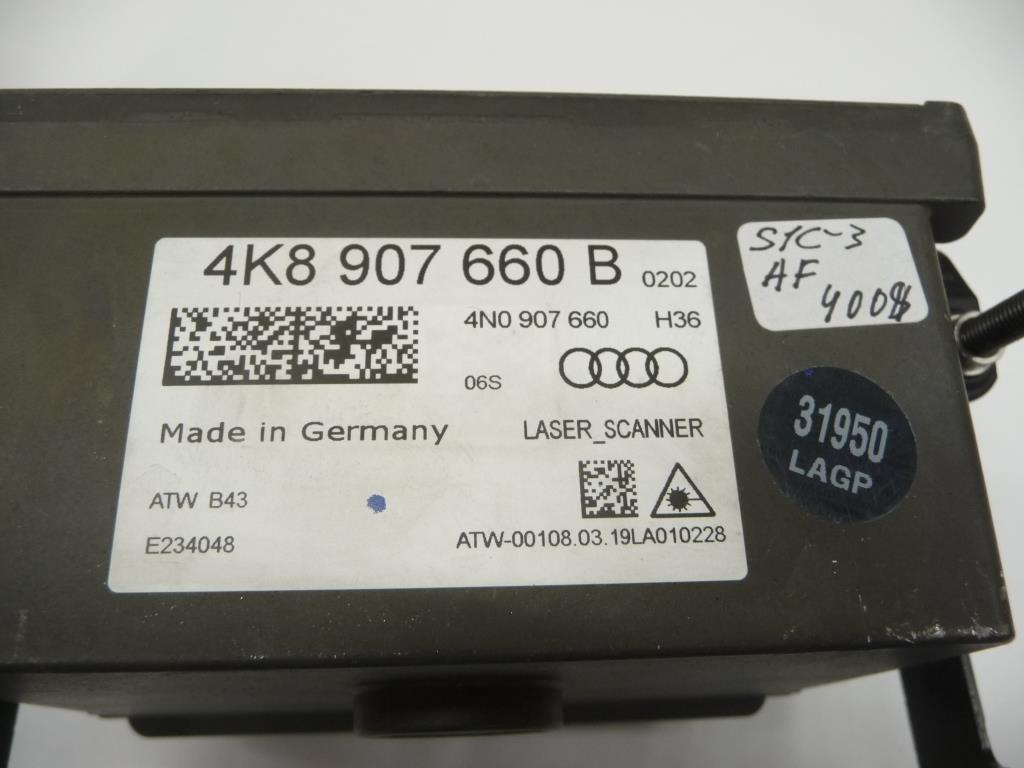 4K8 907 660 B 0202
4N0 907 660 H36
06S
Made in Germany
LASER_SCANNER
ATW B43
E234048
ATW-00108.03.19LA010228
S1C-3
AF
400$
31950
LAGP